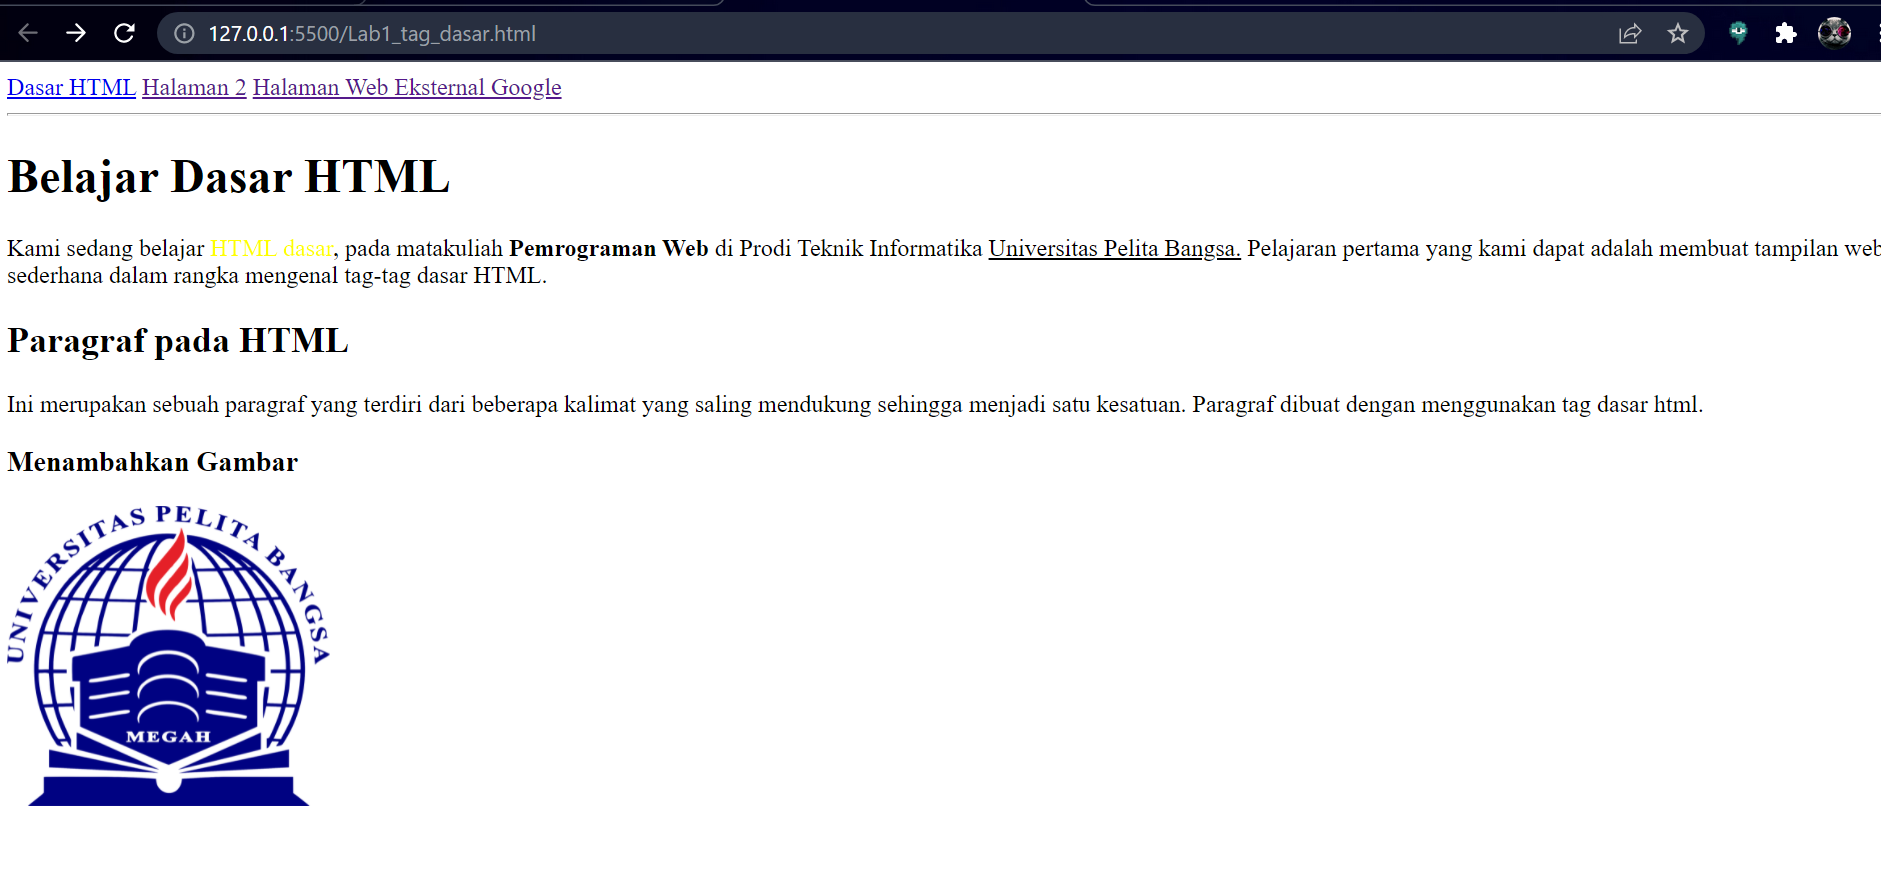 127.0.0.1:5500/Lab1_tag_dasar.html
Dasar HTML Halaman 2 Halaman Web Eksternal Google
Belajar Dasar HTML
Kami sedang belajar HTML dasar, pada matakuliah Pemrograman Web di Prodi Teknik Informatika Universitas Pelita Bangsa. Pelajaran pertama yang kami dapat adalah membuat tampilan web
sederhana dalam rangka mengenal tag-tag dasar HTML.
Paragraf pada HTML
Ini merupakan sebuah paragraf yang terdiri dari beberapa kalimat yang saling mendukung sehingga menjadi satu kesatuan. Paragraf dibuat dengan menggunakan tag dasar html.
Menambahkan Gambar
UNIVERSITAS PELITA BANGSA
MEGAH